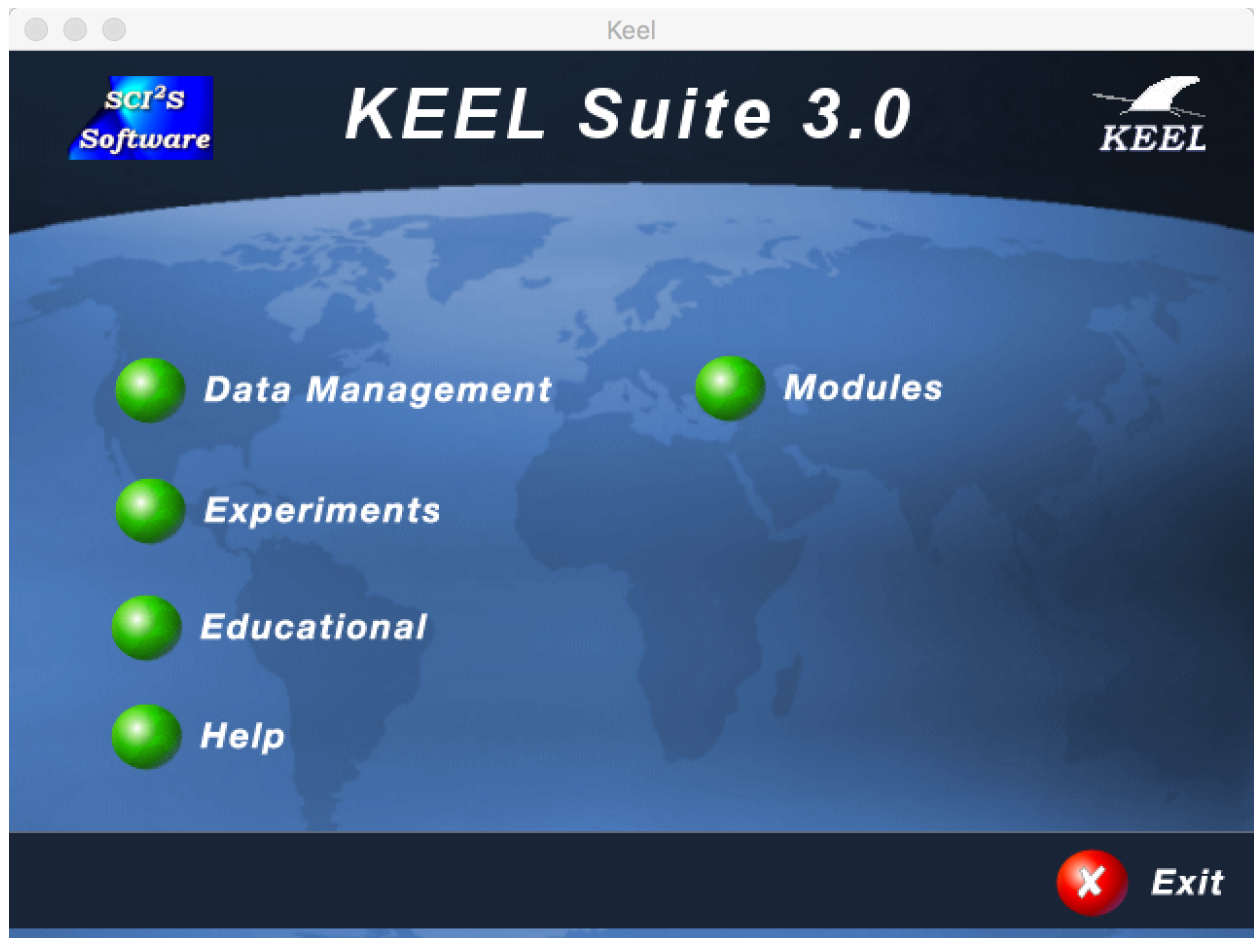 Keel
SCI²S
Software
KEEL Suite 3.0
KEEL
Data Management
Modules
Experiments
Educational
Help
Exit